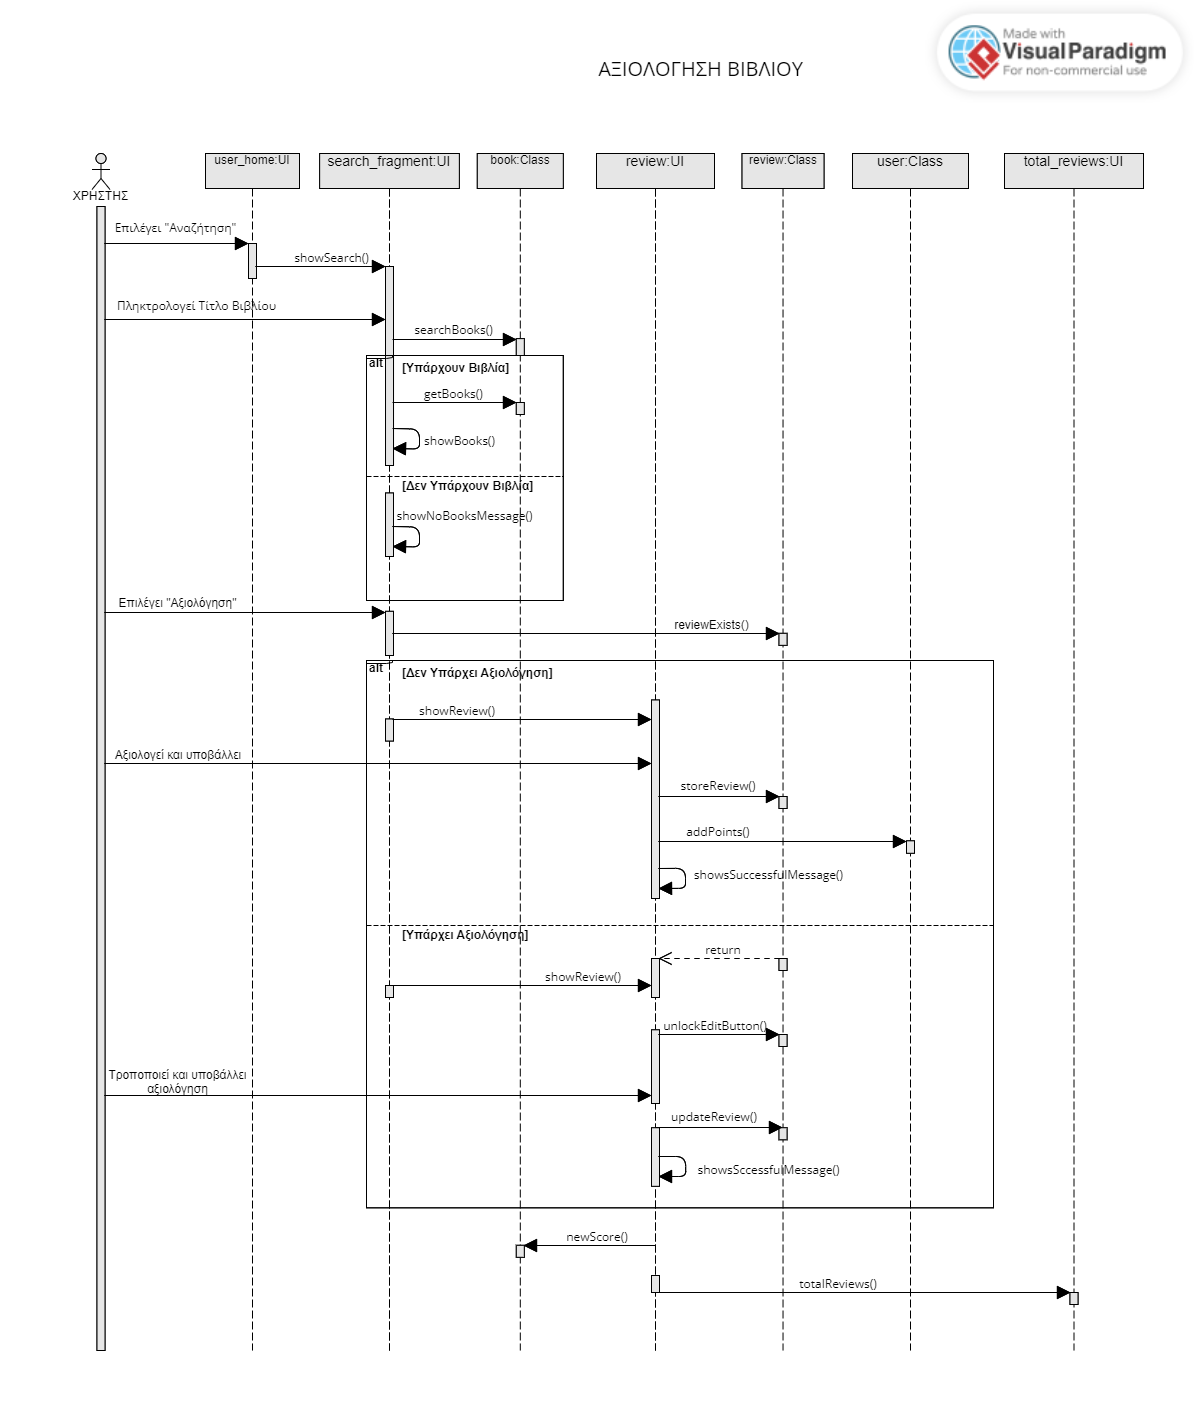 Made with
Visual Paradigm
For non-commercial use
ΑΞΙΟΛΟΓΗΣΗ ΒΙΒΛΙΟΥ
ΧΡΗΣΤΗΣ
user_home:UI
search_fragment:UI
book:Class
review:UI
review:Class
user:Class
total_reviews:UI
Επιλέγει "Αναζήτηση"
showSearch()
Πληκτρολογεί Τίτλο Βιβλίου
searchBooks()
alt
[Υπάρχουν Βιβλία]
getBooks()
showBooks()
[Δεν Υπάρχουν Βιβλία]
showNoBooksMessage()
Επιλέγει "Αξιολόγηση"
reviewExists()
alt
[Δεν Υπάρχει Αξιολόγηση]
showReview()
Αξιολογεί και υποβάλλει
storeReview()
addPoints()
showsSuccessfulMessage()
[Υπάρχει Αξιολόγηση]
return
showReview()
unlockEditButton()
Τροποποιεί και υποβάλλει
αξιολόγηση
updateReview()
showsSccessfulMessage()
newScore()
totalReviews()